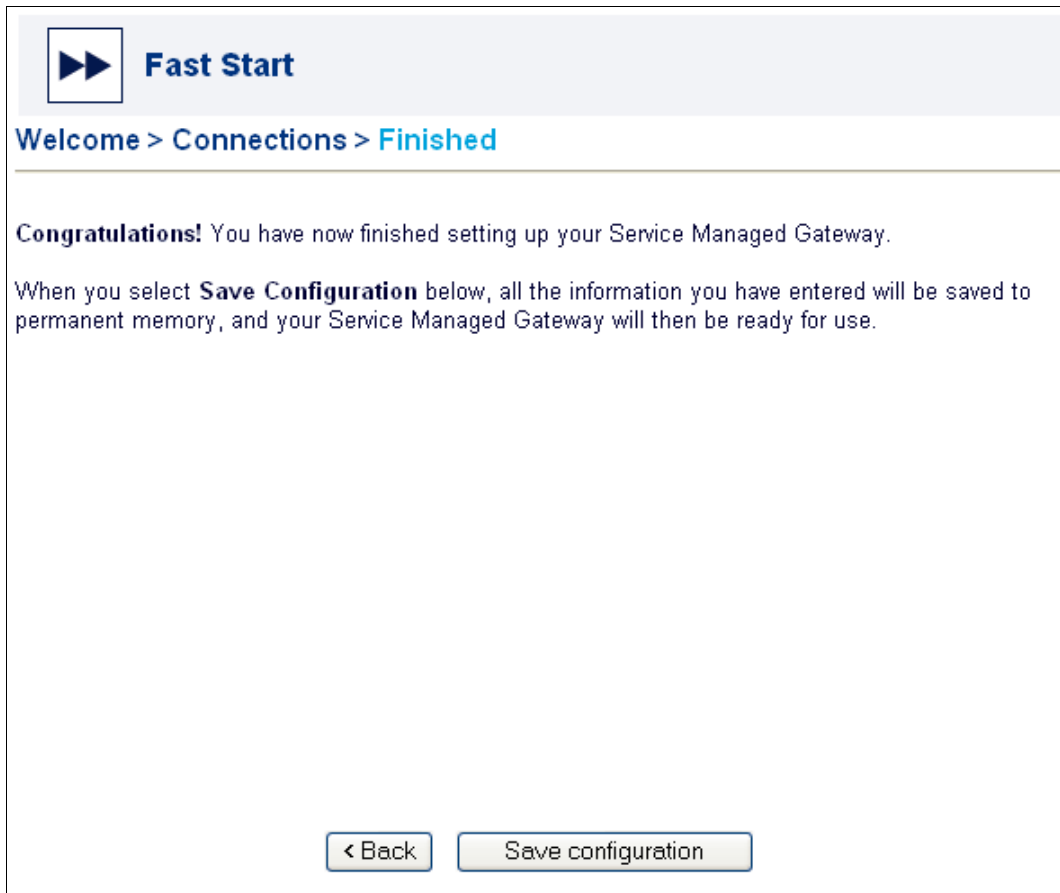 Fast Start
Welcome > Connections > Finished
Congratulations! You have now finished setting up your Service Managed Gateway.
When you select Save Configuration below, all the information you have entered will be saved to
permanent memory, and your Service Managed Gateway will then be ready for use.
< Back
Save configuration